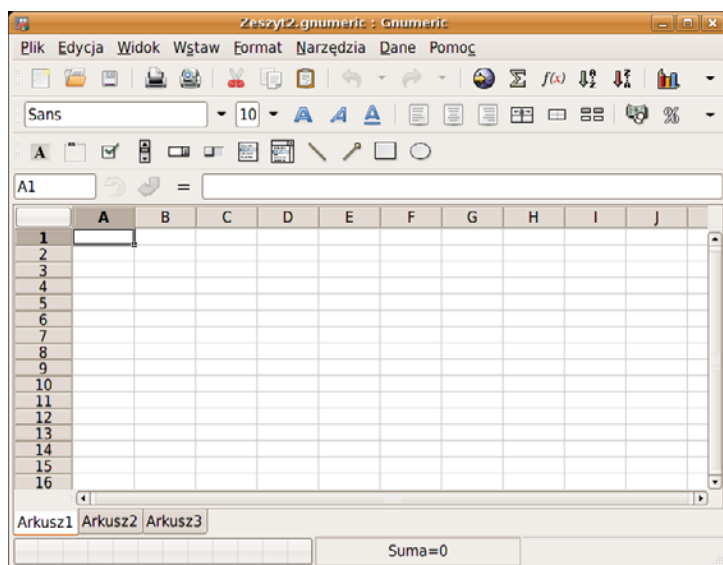 Zeszyt2.gnumeric : Gnumeric
Plik Edycja Widok Wstaw Format Narzędzia Dane Pomoc
Σ f(x)
Sans 10 A A A %
A
A1 =
A B C D E F G H I J
1
2
3
4
5
6
7
8
9
10
11
12
13
14
15
16
Arkusz1 Arkusz2 Arkusz3
Suma=0